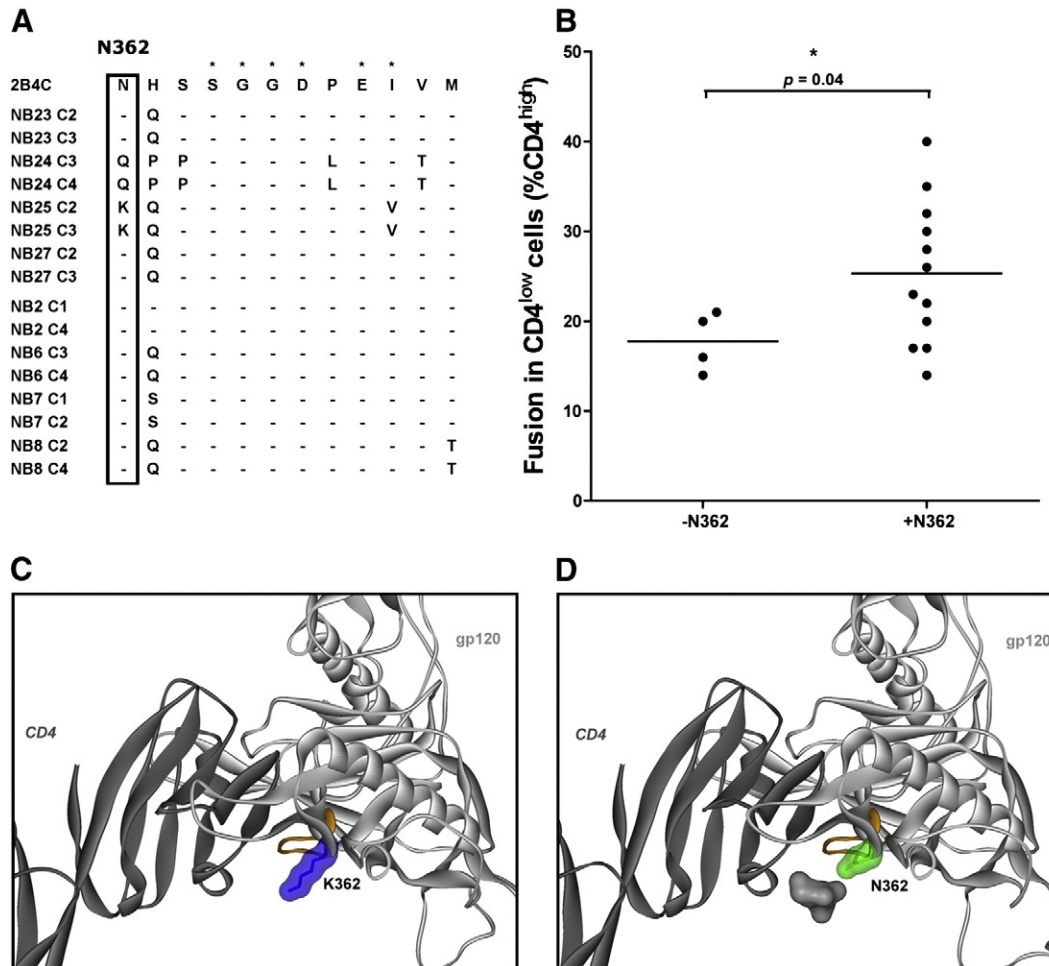 A
N362
* * * * * *
2B4C N H S S G G D P E I V M
NB23 C2 - Q - - - - - - - - - -
NB23 C3 - Q - - - - - - - - - -
NB24 C3 Q P P - - - - L - - T -
NB24 C4 Q P P - - - - L - - T -
NB25 C2 K Q - - - - - - - V - -
NB25 C3 K Q - - - - - - - V - -
NB27 C2 - Q - - - - - - - - - -
NB27 C3 - Q - - - - - - - - - -
NB2 C1 - - - - - - - - - - - -
NB2 C4 - - - - - - - - - - - -
NB6 C3 - Q - - - - - - - - - -
NB6 C4 - Q - - - - - - - - - -
NB7 C1 - S - - - - - - - - - -
NB7 C2 - S - - - - - - - - - -
NB8 C2 - Q - - - - - - - - - T
NB8 C4 - Q - - - - - - - - - T
B
Fusion in CD4low cells (%CD4high)
50
40
30
20
10
0
*
p = 0.04
-N362
+N362
C
gp120
CD4
K362
D
gp120
CD4
N362